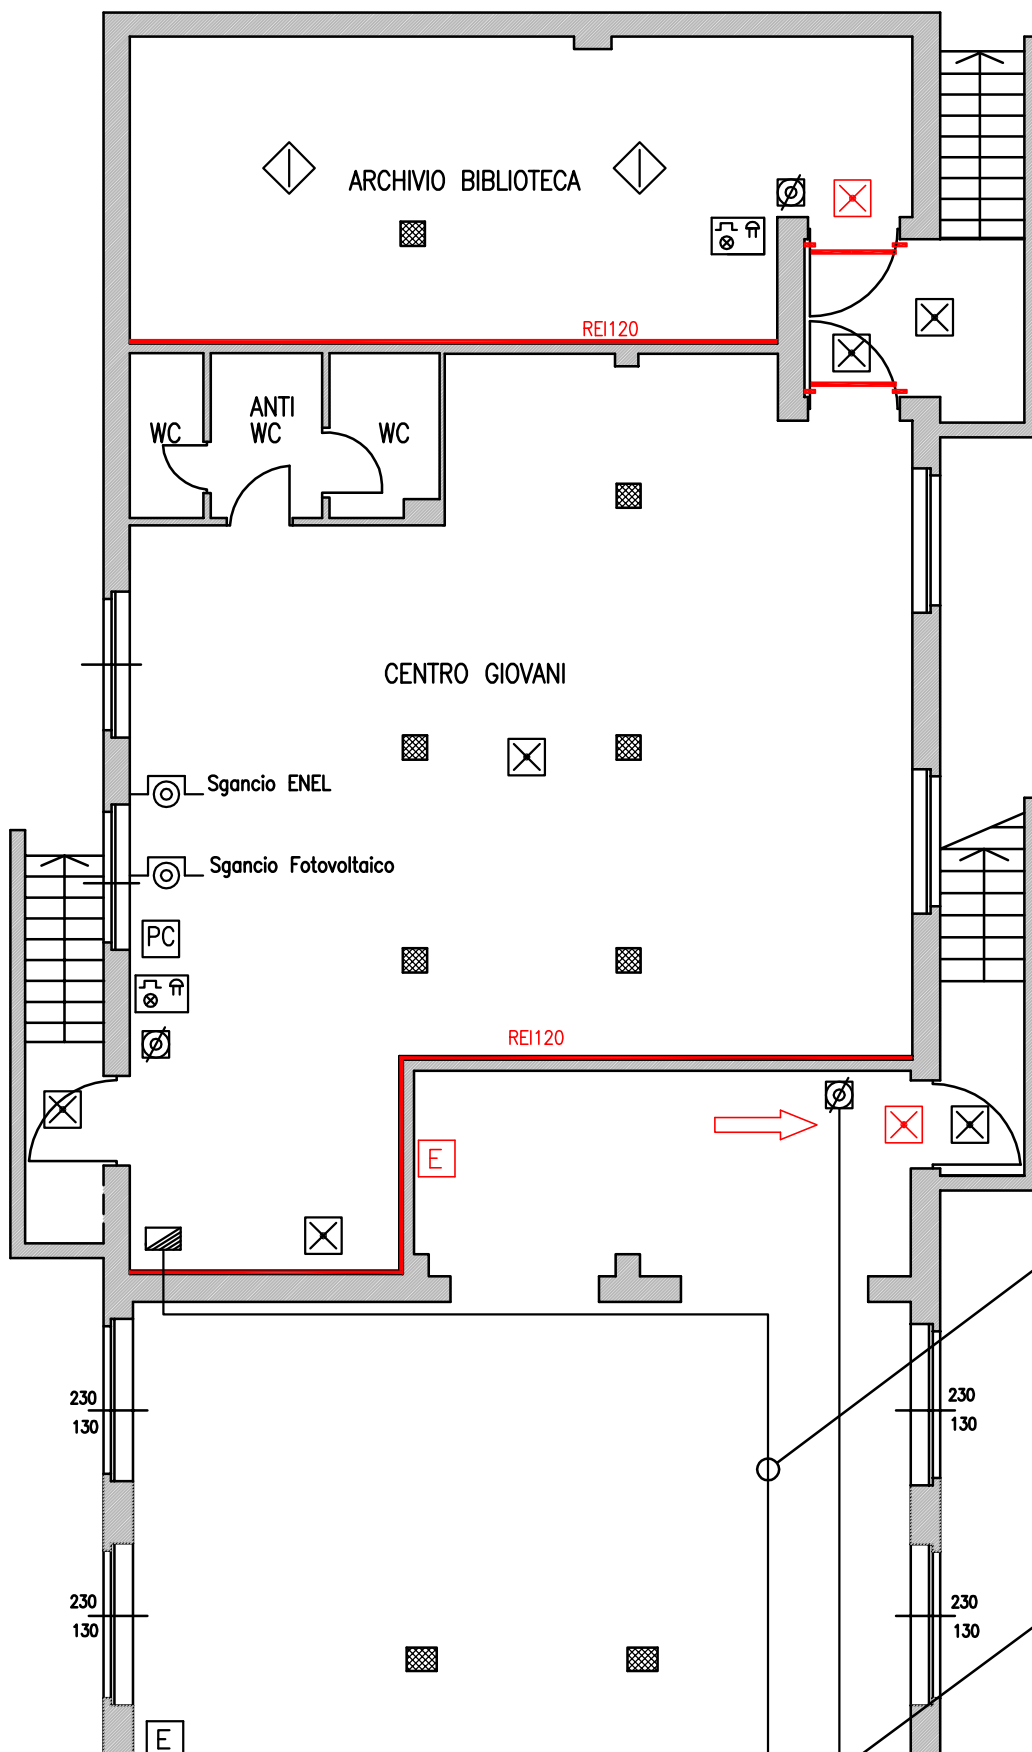 ARCHIVIO BIBLIOTECA
REI120
WC
ANTI
WC
WC
CENTRO GIOVANI
Sgancio ENEL
Sgancio Fotovoltaico
PC
REI120
E
230
130
230
130
230
130
230
130
E